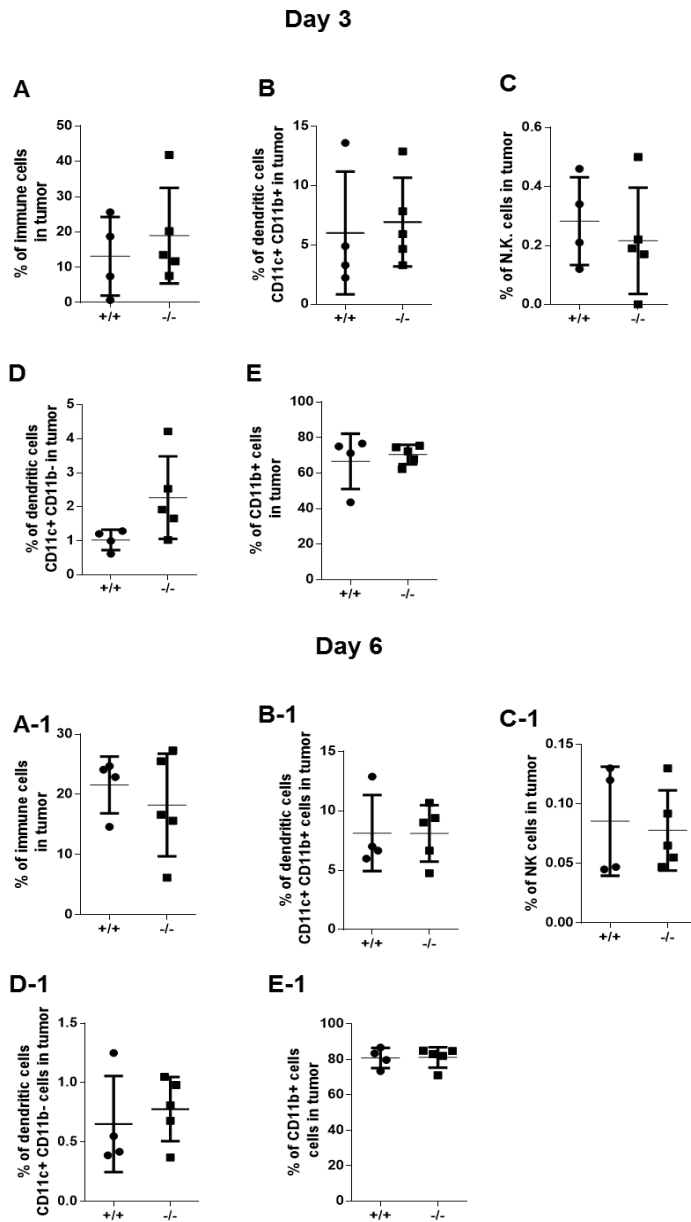 Day 3
A
% of immune cells
in tumor
50
40
30
20
10
0
+/+
-/-
B
% of dendritic cells
CD11c+ CD11b+ in tumor
15
10
5
0
+/+
-/-
C
% of N.K. cells in tumor
0.6
0.4
0.2
0.0
+/+
-/-
D
% of dendritic cells
CD11c+ CD11b- in tumor
5
4
3
2
1
0
+/+
-/-
E
% of CD11b+ cells
in tumor
100
80
60
40
20
0
+/+
-/-
Day 6
A-1
% of immune cells
in tumor
30
20
10
0
+/+
-/-
B-1
% of dendritic cells
CD11c+ CD11b+ cells in tumor
15
10
5
0
+/+
-/-
C-1
% of NK cells in tumor
0.15
0.10
0.05
0.00
+/+
-/-
D-1
% of dendritic cells
CD11c+ CD11b- cells in tumor
1.5
1.0
0.5
0.0
+/+
-/-
E-1
% of CD11b+ cells
cells in tumor
100
80
60
40
20
0
+/+
-/-